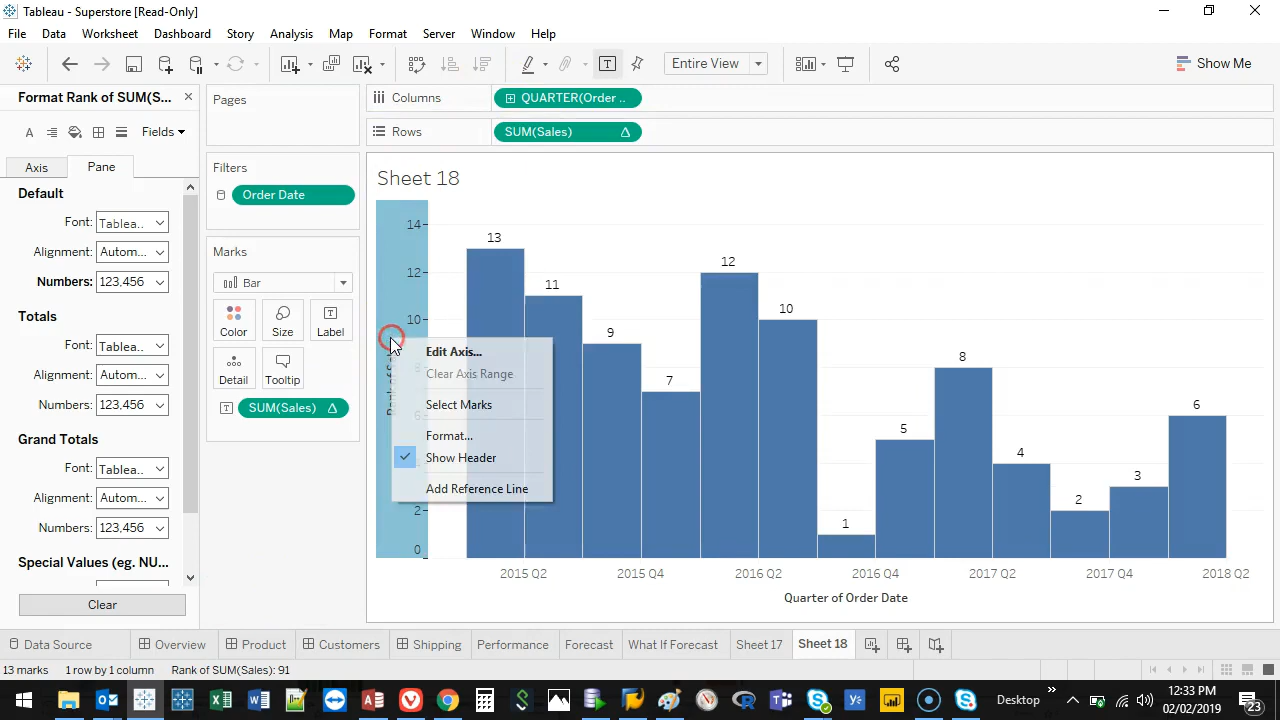 Tableau - Superstore [Read-Only]
File Data Worksheet Dashboard Story Analysis Map Format Server Window Help
Entire View
Show Me
Format Rank of SUM(S...
Fields
Axis Pane
Default
Font: Tablea..
Alignment: Autom..
Numbers: 123,456
Totals
Font: Tablea..
Alignment: Autom..
Numbers: 123,456
Grand Totals
Font: Tablea..
Alignment: Autom..
Numbers: 123,456
Special Values (eg. NU...
Clear
Pages
Filters
Order Date
Marks
Bar
Color Size Label
Detail Tooltip
SUM(Sales)
Columns QUARTER(Order ..
Rows SUM(Sales)
Sheet 18
14
12
10
2
0
13 11 9 7 12 10 1 5 8 4 2 3 6
Edit Axis...
Clear Axis Range
Select Marks
Format...
Show Header
Add Reference Line
2015 Q2 2015 Q4 2016 Q2 2016 Q4 2017 Q2 2017 Q4 2018 Q2
Quarter of Order Date
Data Source Overview Product Customers Shipping Performance Forecast What If Forecast Sheet 17 Sheet 18
13 marks 1 row by 1 column Rank of SUM(Sales): 91
Desktop
12:33 PM
02/02/2019
23